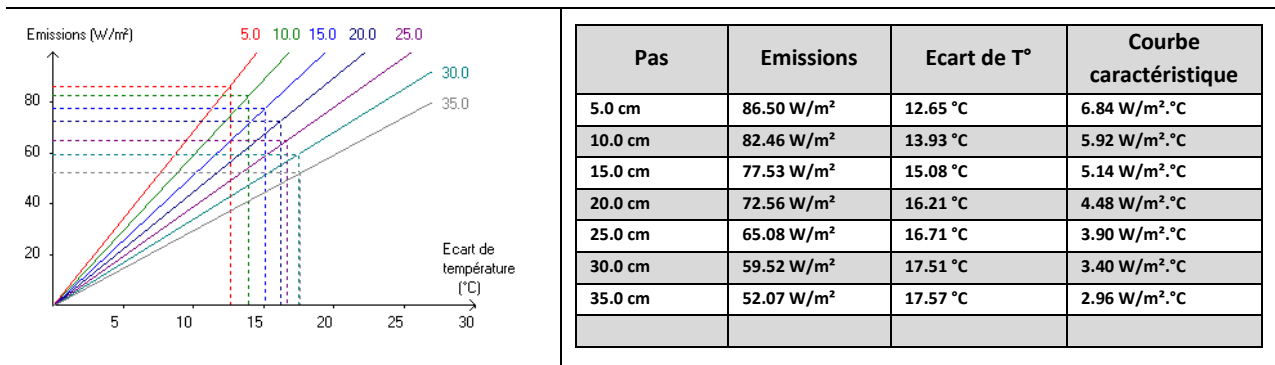 Emissions (W/m²)
5.0 10.0 15.0 20.0 25.0
30.0
35.0
80
60
40
20
Ecart de
température
(°C)
5 10 15 20 25 30
Pas Emissions Ecart de T° Courbe
caractéristique
5.0 cm 86.50 W/m² 12.65 °C 6.84 W/m².°C
10.0 cm 82.46 W/m² 13.93 °C 5.92 W/m².°C
15.0 cm 77.53 W/m² 15.08 °C 5.14 W/m².°C
20.0 cm 72.56 W/m² 16.21 °C 4.48 W/m².°C
25.0 cm 65.08 W/m² 16.71 °C 3.90 W/m².°C
30.0 cm 59.52 W/m² 17.51 °C 3.40 W/m².°C
35.0 cm 52.07 W/m² 17.57 °C 2.96 W/m².°C